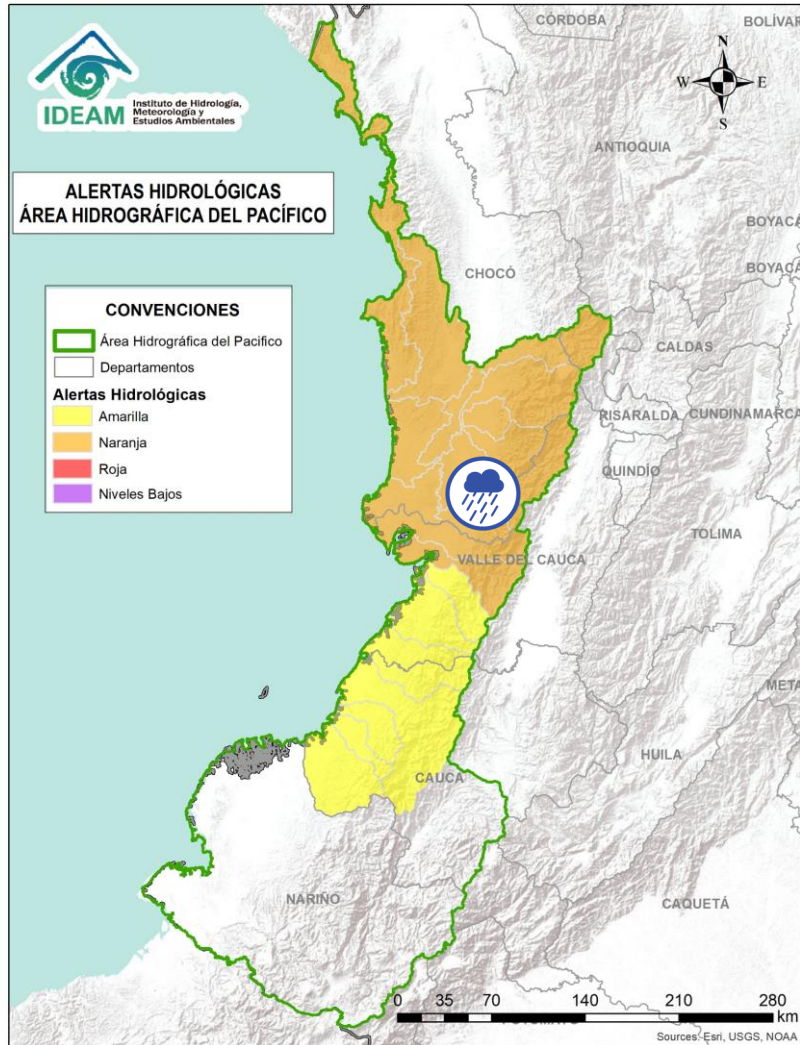 IDEAM
Instituto de Hidrología,
Meteorología y
Estudios Ambientales
ALERTAS HIDROLÓGICAS
ÁREA HIDROGRÁFICA DEL PACÍFICO
CONVENCIONES
Área Hidrográfica del Pacifico
Departamentos
Alertas Hidrológicas
Amarilla
Naranja
Roja
Niveles Bajos
N
W E
S
CÓRDOBA
BOLÍVAR
ANTIOQUIA
BOYACÁ
CHOCÓ
BOYACÁ
CALDAS
RISARALDA
CUNDINAMARCA
QUINDÍO
TOLIMA
VALLE DEL CAUCA
META
HUILA
CAUCA
NARIÑO
CAQUETÁ
0 35 70 140 210 280
km
Sources: Esri, USGS, NOAA